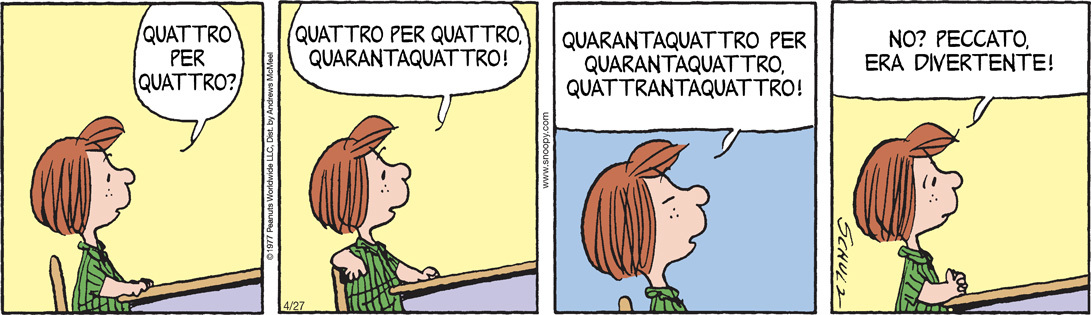 QUATTRO
PER
QUATTRO?
©1977 Peanuts Worldwide LLC, Dist. by Andrews McMeel
QUATTRO PER QUATTRO,
QUARANTAQUATTRO!
4/27
www.snoopy.com
QUARANTAQUATTRO PER
QUARANTAQUATTRO,
QUATTRANTAQUATTRO!
NO? PECCATO,
ERA DIVERTENTE!
SCHULZ